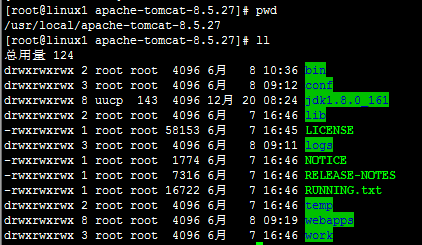 [root@linux1 apache-tomcat-8.5.27]# pwd
/usr/local/apache-tomcat-8.5.27
[root@linux1 apache-tomcat-8.5.27]# ll
总用量 124
drwxrwxrwx 2 root root  4096 6月   8 10:36 bin
drwxrwxrwx 3 root root  4096 6月   8 09:12 conf
drwxrwxrwx 8 uucp  143  4096 12月 20 08:24 jdk1.8.0_161
drwxrwxrwx 2 root root  4096 6月   7 16:46 lib
-rwxrwxrwx 1 root root 58153 6月   7 16:45 LICENSE
drwxrwxrwx 3 root root  4096 6月   8 09:11 logs
-rwxrwxrwx 1 root root  1774 6月   7 16:46 NOTICE
-rwxrwxrwx 1 root root  7316 6月   7 16:46 RELEASE-NOTES
-rwxrwxrwx 1 root root 16722 6月   7 16:46 RUNNING.txt
drwxrwxrwx 2 root root  4096 6月   7 16:46 temp
drwxrwxrwx 8 root root  4096 6月   8 09:19 webapps
drwxrwxrwx 3 root root  4096 6月   7 16:46 work